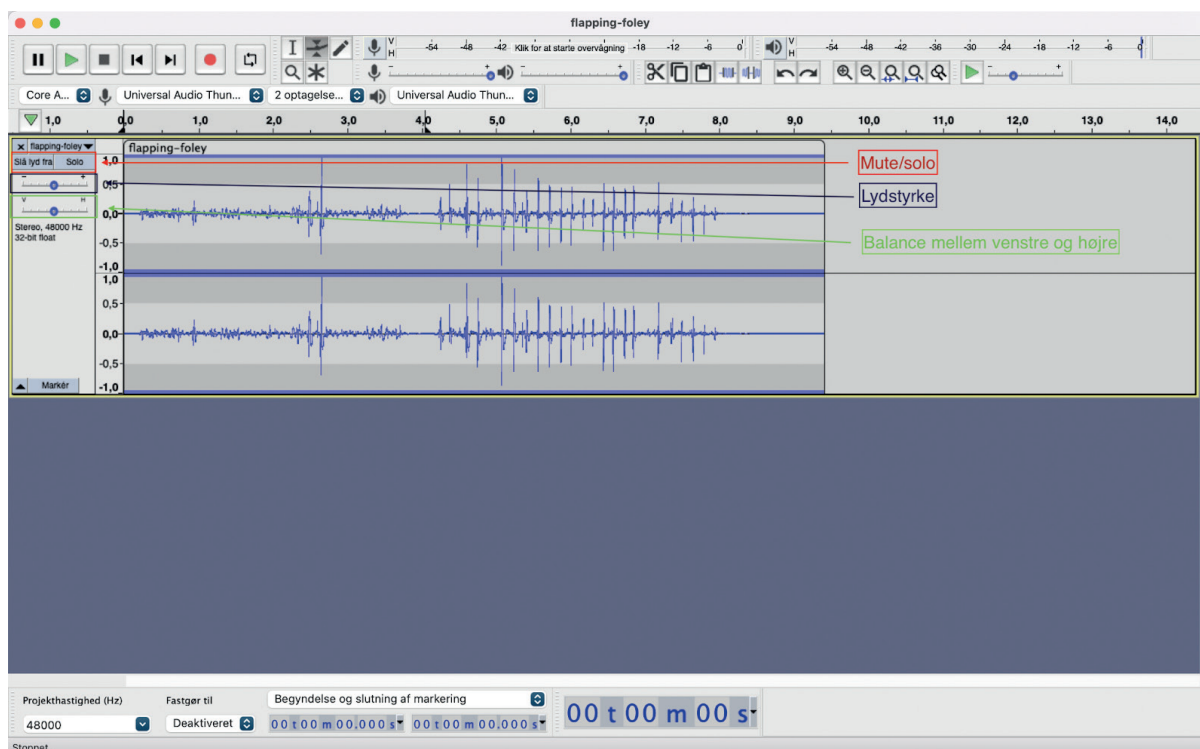 flapping-foley
V H -54 -48 -42 Klik for at starte overvågning -18 -12 -6 0
V H -54 -48 -42 -36 -30 -24 -18 -12 -6 0
- + - +
- +
Core A... Universal Audio Thun... 2 optagelse... Universal Audio Thun...
1,0 0,0 1,0 2,0 3,0 4,0 5,0 6,0 7,0 8,0 9,0 10,0 11,0 12,0 13,0 14,0
x flapping-foley
flapping-foley
Slå lyd fra Solo
- +
V H
Stereo, 48000 Hz
32-bit float
Markér
1,0
0,5
0,0
-0,5
-1,0
1,0
0,5
0,0
-0,5
-1,0
Mute/solo
Lydstyrke
Balance mellem venstre og højre
Projekthastighed (Hz) Fastgør til Begyndelse og slutning af markering
48000 Deaktiveret 00 t 00 m 00.000 s 00 t 00 m 00.000 s
00 t 00 m 00 s
Stoppet